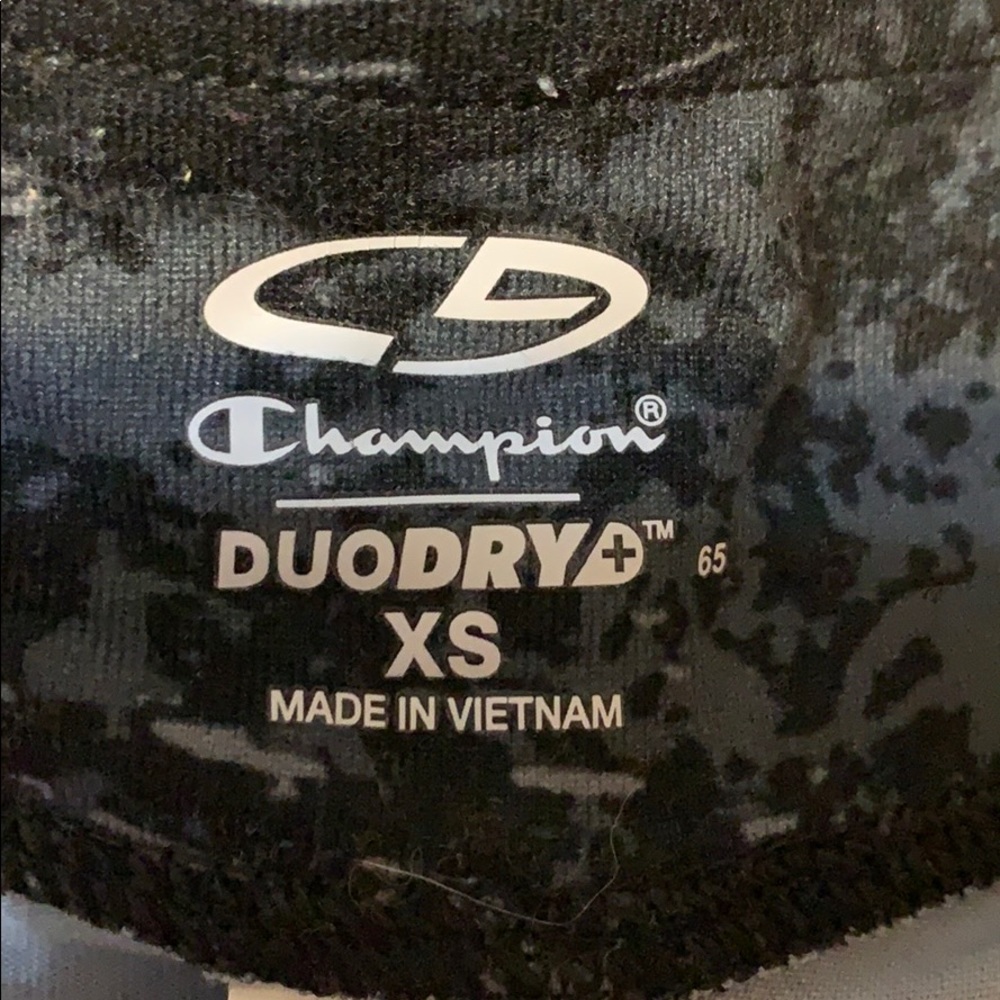 Champion®
DUODRY+™ 65
XS
MADE IN VIETNAM